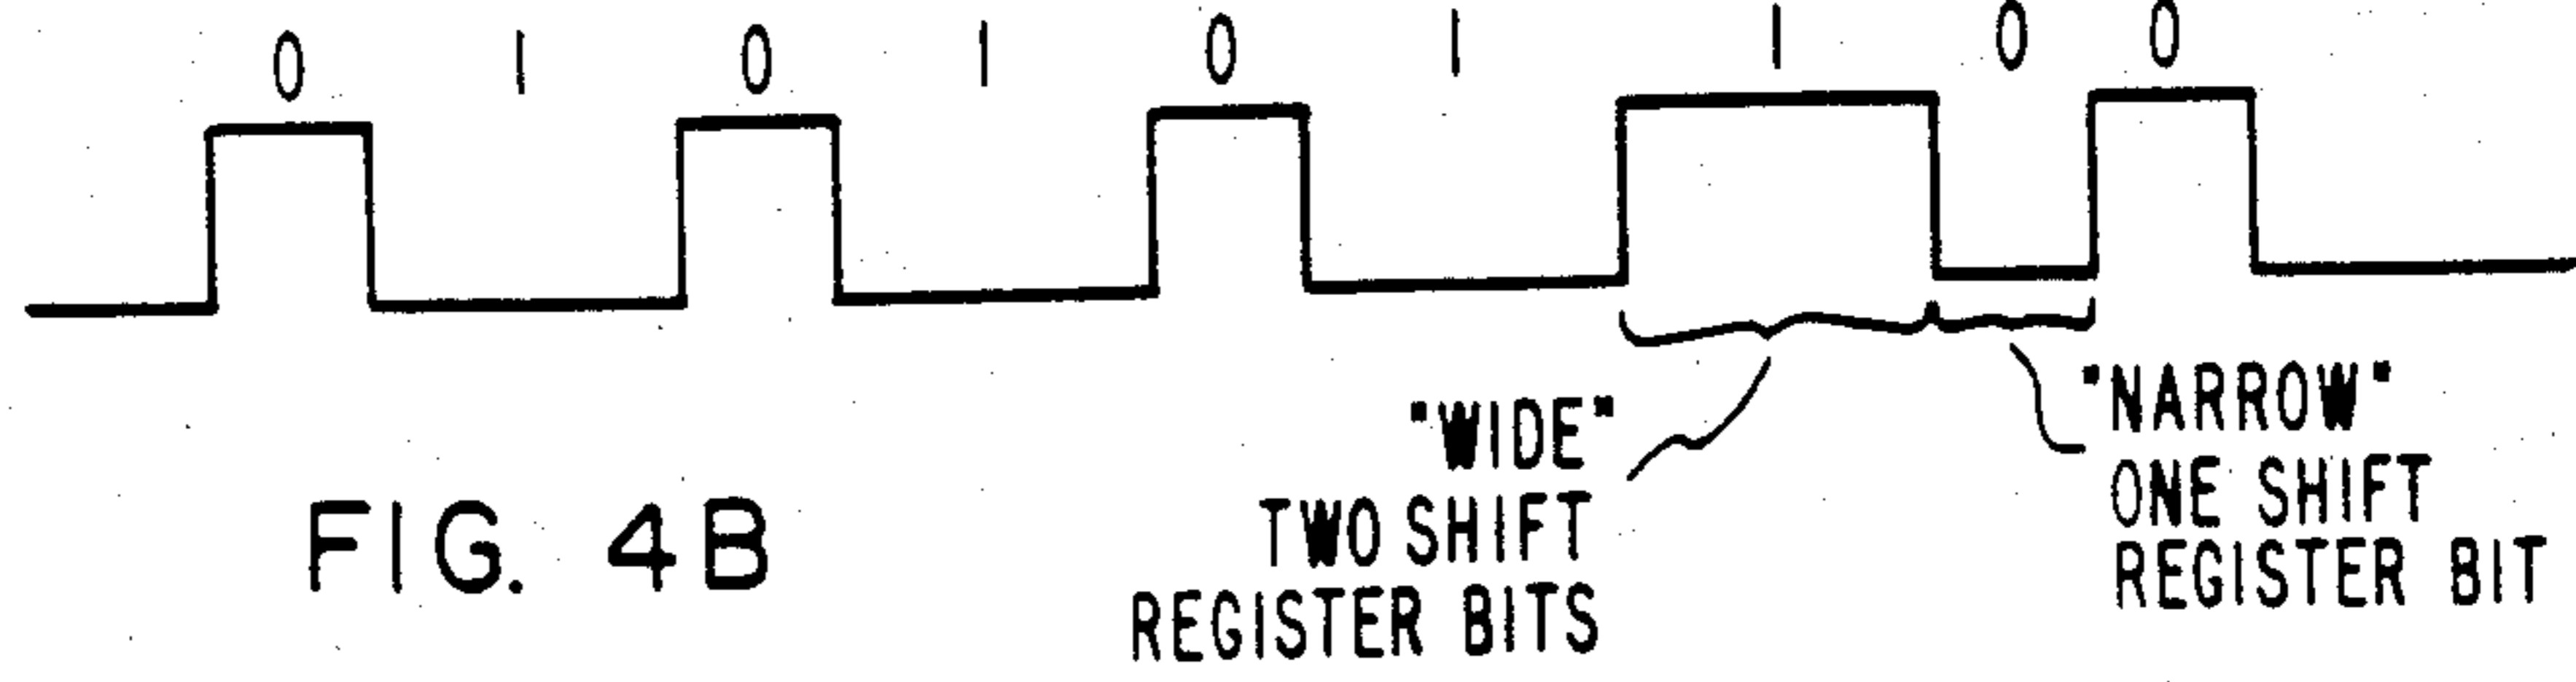 0 1 0 1 0 1 1 0 0
"WIDE"
TWO SHIFT
REGISTER BITS
"NARROW"
ONE SHIFT
REGISTER BIT
FIG. 4B